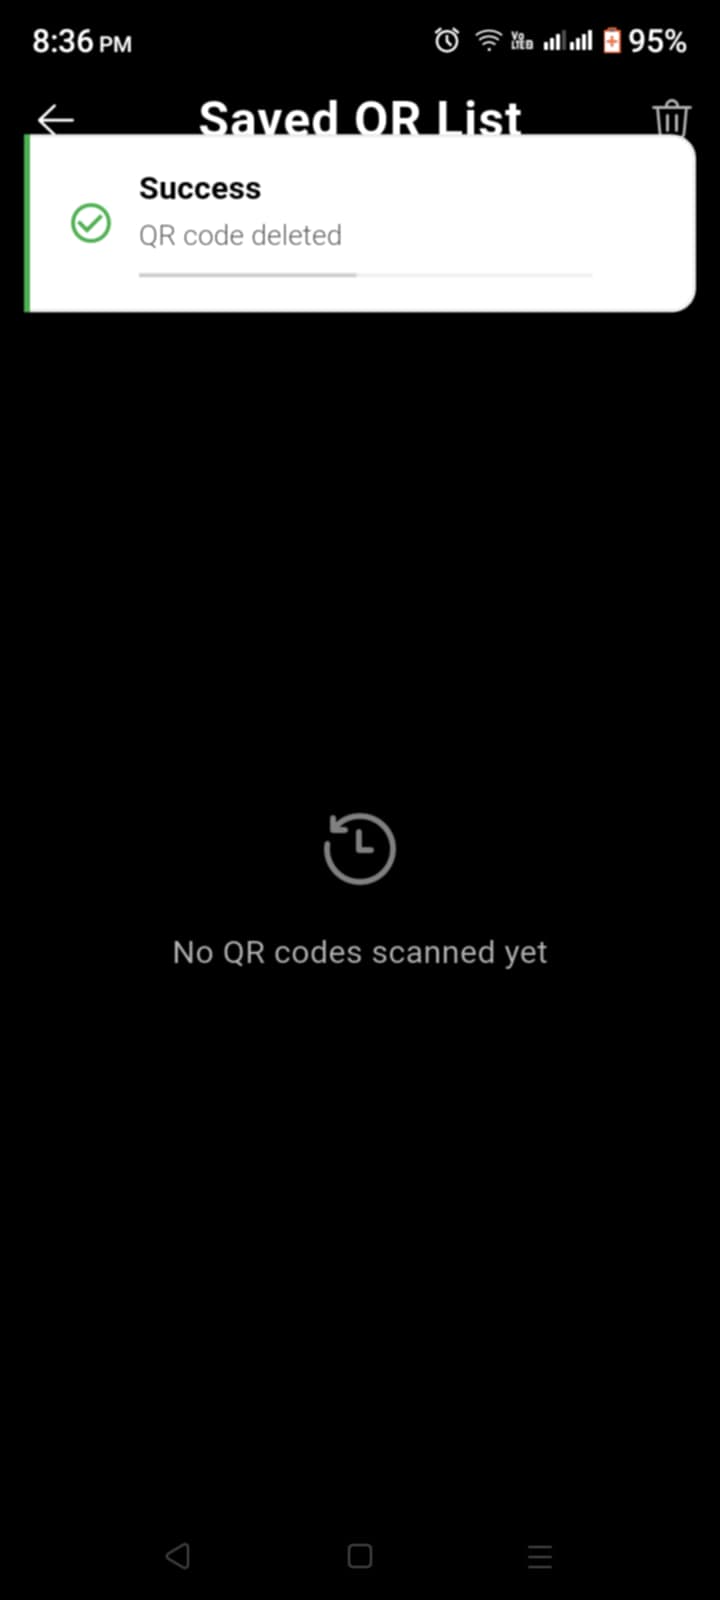 8:36 PM
Vo LTE 95%
Saved QR List
Success
QR code deleted
No QR codes scanned yet